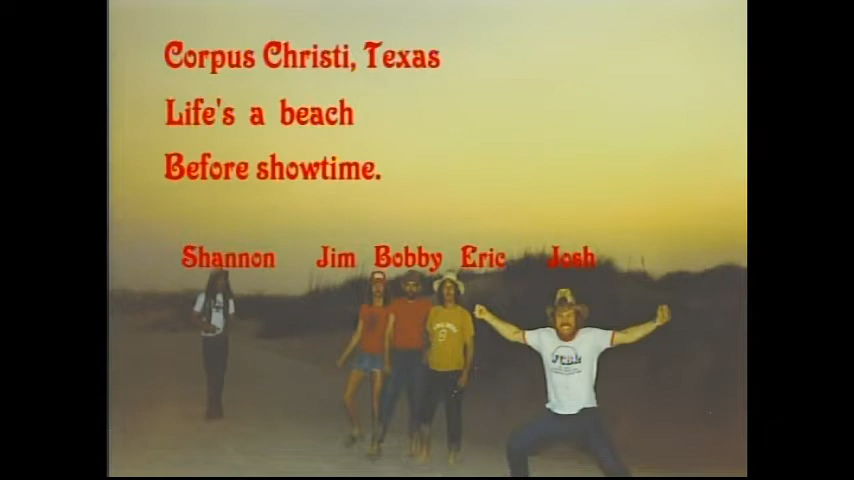 Corpus Christi, Texas
Life's a beach
Before showtime.
Shannon Jim Bobby Eric Josh